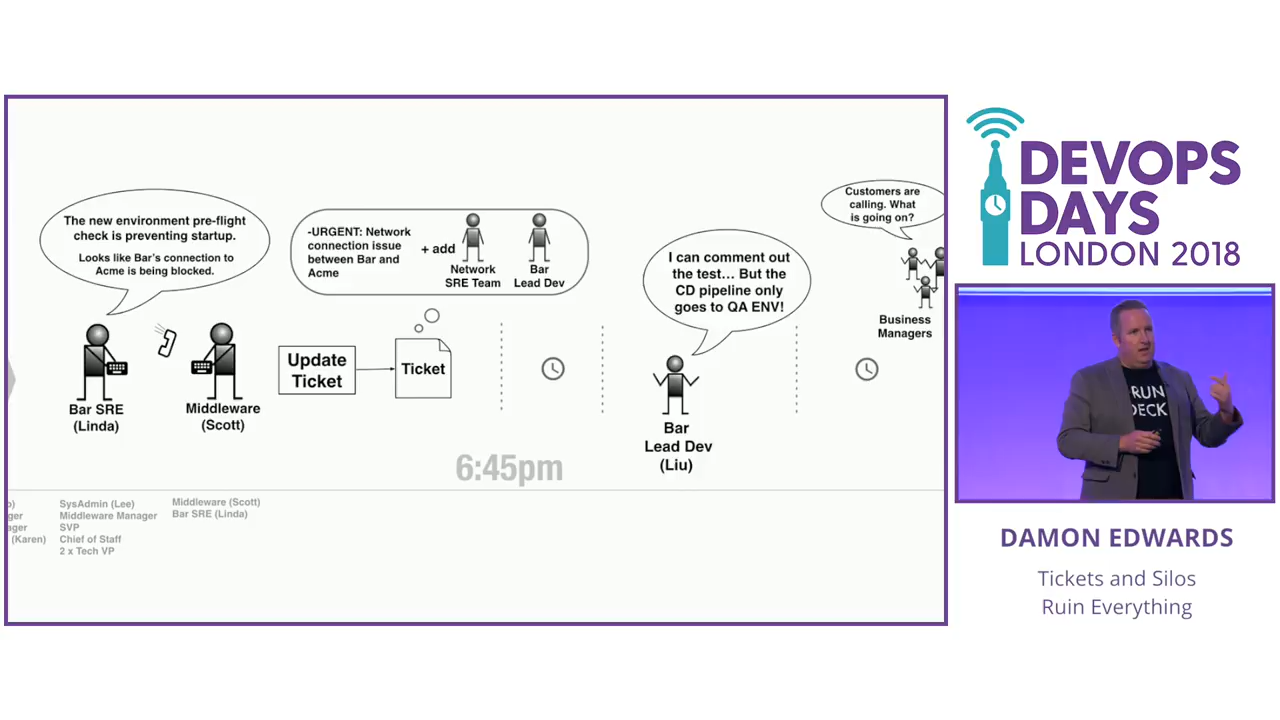 The new environment pre-flight
check is preventing startup.
Looks like Bar's connection to
Acme is being blocked.
Bar SRE
(Linda)
Middleware
(Scott)
-URGENT: Network
connection issue
between Bar and
Acme
+ add
Network
SRE Team
Bar
Lead Dev
Update
Ticket
Ticket
6:45pm
I can comment out
the test... But the
CD pipeline only
goes to QA ENV!
Bar
Lead Dev
(Liu)
Customers are
calling. What
is going on?
Business
Managers
(Karen)
SysAdmin (Lee)
Middleware Manager
SVP
Chief of Staff
2 x Tech VP
Middleware (Scott)
Bar SRE (Linda)
DEVOPS
DAYS
LONDON 2018
RUN
DECK
DAMON EDWARDS
Tickets and Silos
Ruin Everything